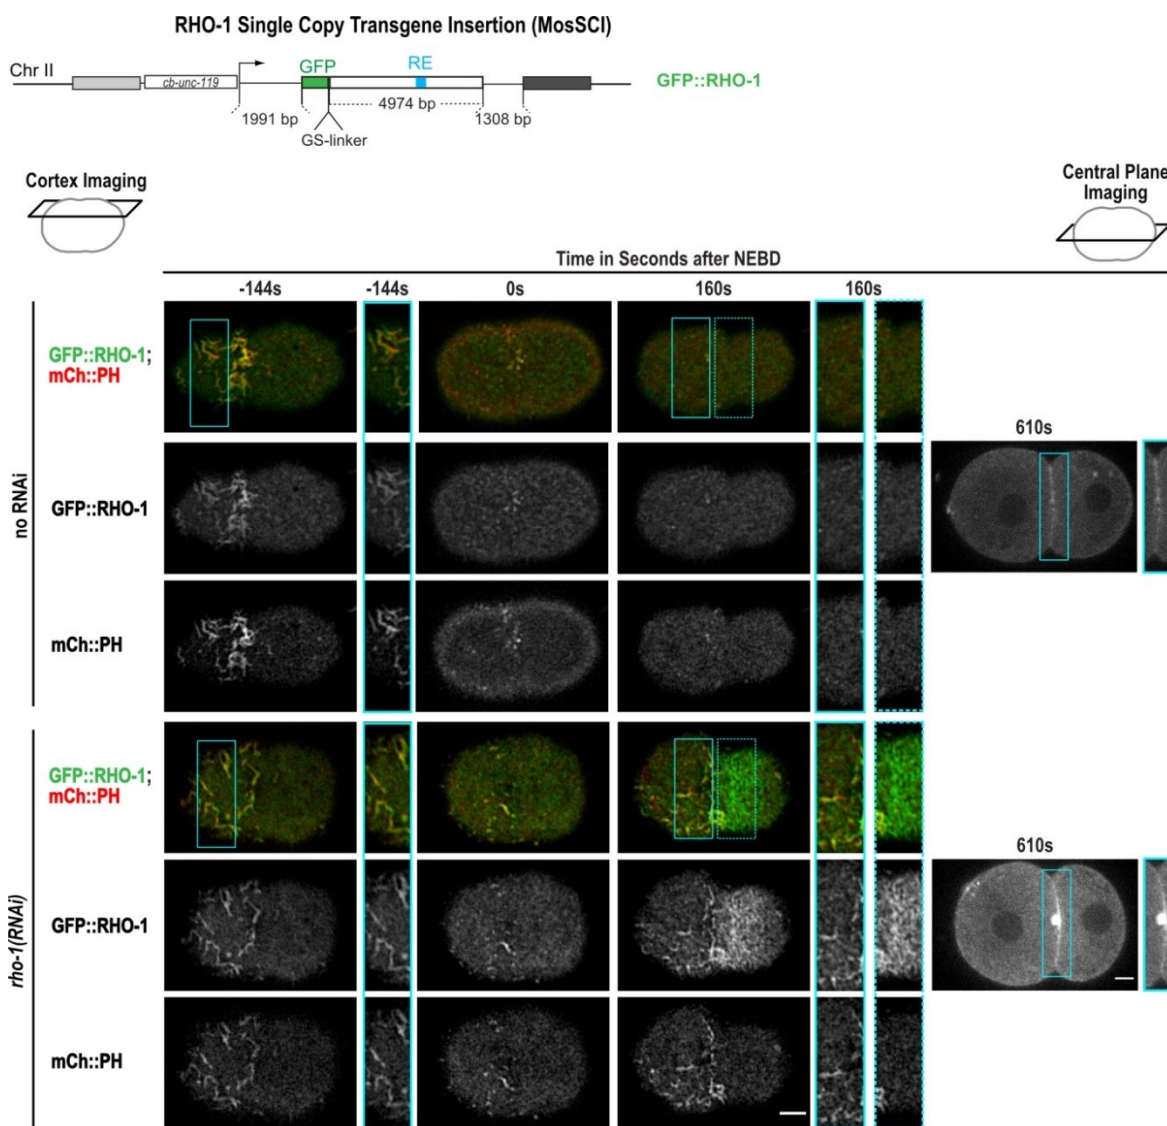 RHO-1 Single Copy Transgene Insertion (MosSCI)
Chr II
cb-unc-119
GFP
RE
GFP::RHO-1
4974 bp
1991 bp
1308 bp
GS-linker
Cortex Imaging
Central Plane
Imaging
Time in Seconds after NEBD
-144s
-144s
0s
160s
160s
no RNAi
GFP::RHO-1;
mCh::PH
610s
GFP::RHO-1
mCh::PH
rho-1(RNAi)
GFP::RHO-1;
mCh::PH
610s
GFP::RHO-1
mCh::PH